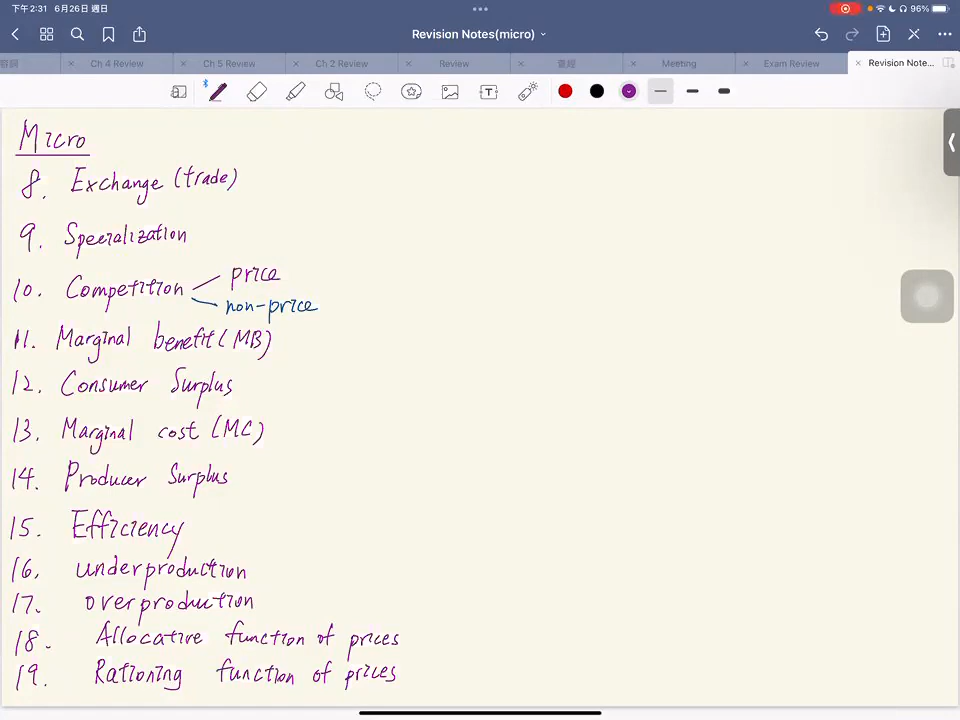 下午2:31 6月26日 週日
96%
Revision Notes(micro)
Ch 4 Review
Ch 5 Review
Ch 2 Review
Review
Meeting
Exam Review
Revision Note...
Micro
8. Exchange (trade)
9. Specialization
10. Competition price
non-price
11. Marginal benefit (MB)
12. Consumer Surplus
13. Marginal cost (MC)
14. Producer Surplus
15. Efficiency
16. underproduction
17. overproduction
18. Allocative function of prices
19. Rationing function of prices